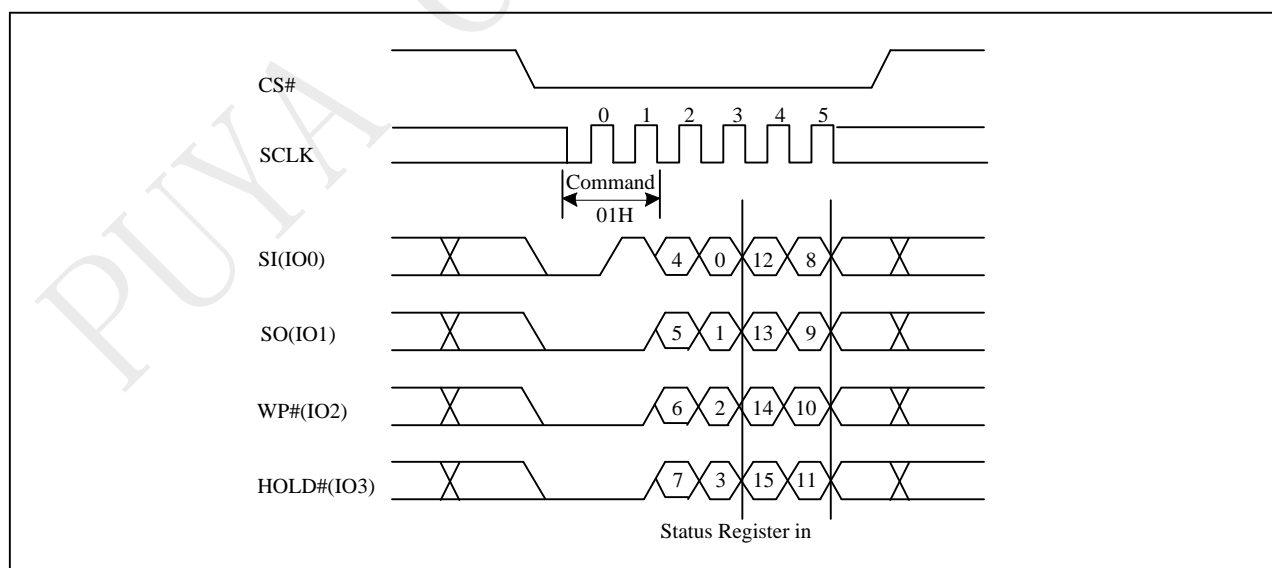 PUYA
CS#
0 1 2 3 4 5
SCLK
Command
01H
SI(IO0)
4 0 12 8
SO(IO1)
5 1 13 9
WP#(IO2)
6 2 14 10
HOLD#(IO3)
7 3 15 11
Status Register in